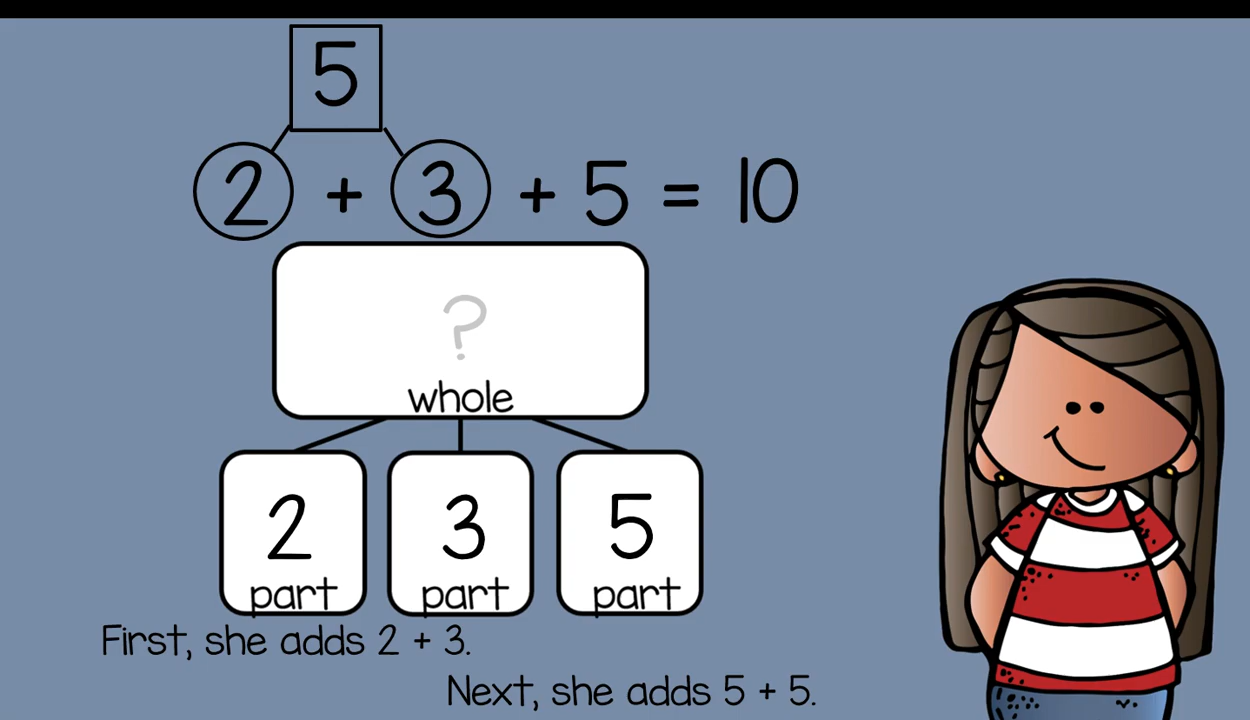 5
2 + 3 + 5 = 10
?
whole
2 3 5
part part part
First, she adds 2 + 3.
Next, she adds 5 + 5.